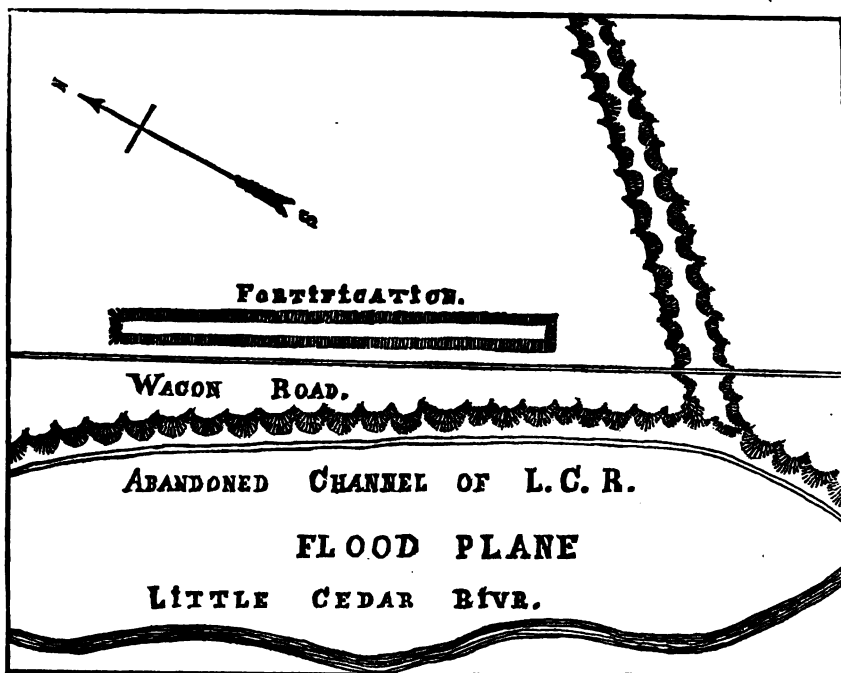 N
S
FORTIFICATION.
WAGON ROAD.
ABANDONED CHANNEL OF L.C.R.
FLOOD PLANE
LITTLE CEDAR RIVR.